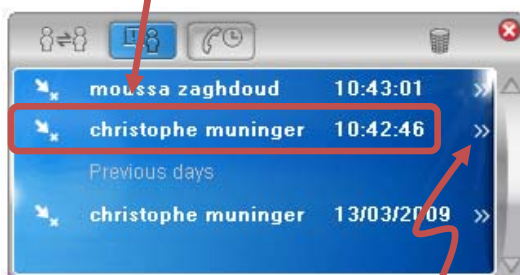 moussa zaghdoud 10:43:01 »
christophe muninger 10:42:46 »
Previous days
christophe muninger 13/03/2009 »